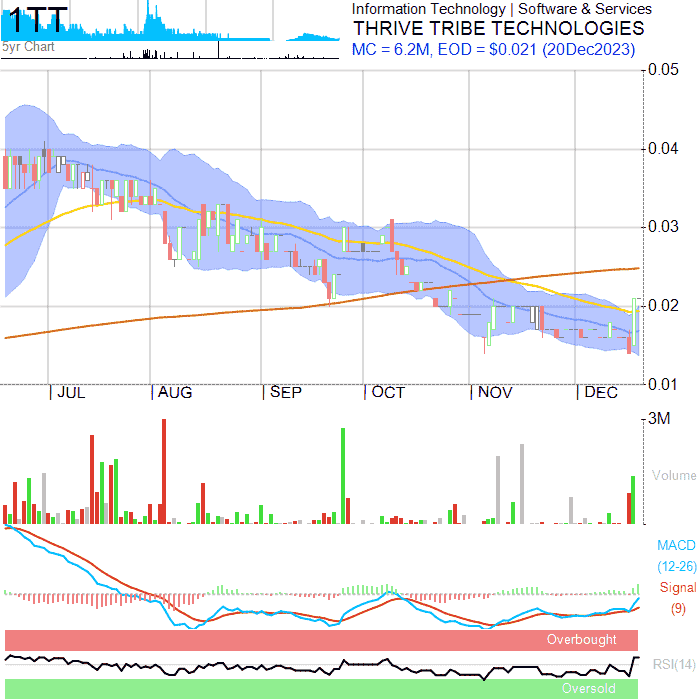 1TT
Information Technology | Software & Services
THRIVE TRIBE TECHNOLOGIES
MC = 6.2M, EOD = $0.021 (20Dec2023)
5yr Chart
0.05
0.04
0.03
0.02
0.01
JUL AUG SEP OCT NOV DEC
3M
Volume
MACD
(12-26)
Signal
(9)
Overbought
RSI(14)
Oversold